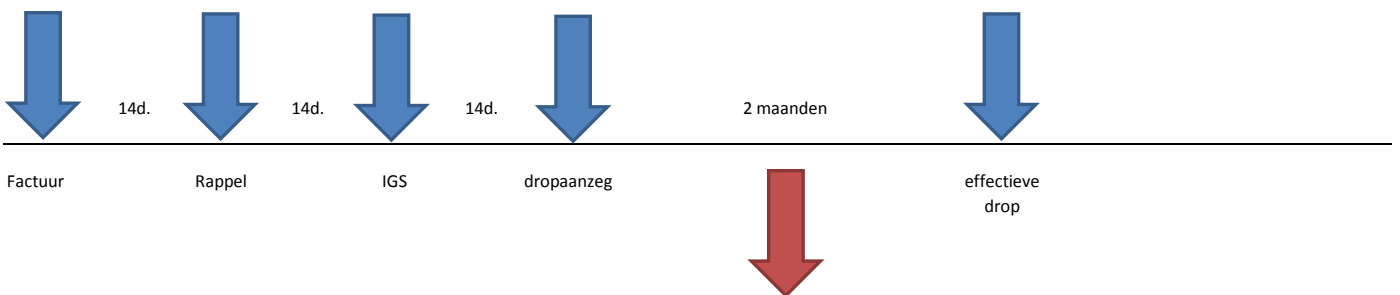 14d.
14d.
14d.
2 maanden
Factuur
Rappel
IGS
dropaanzeg
effectieve
drop